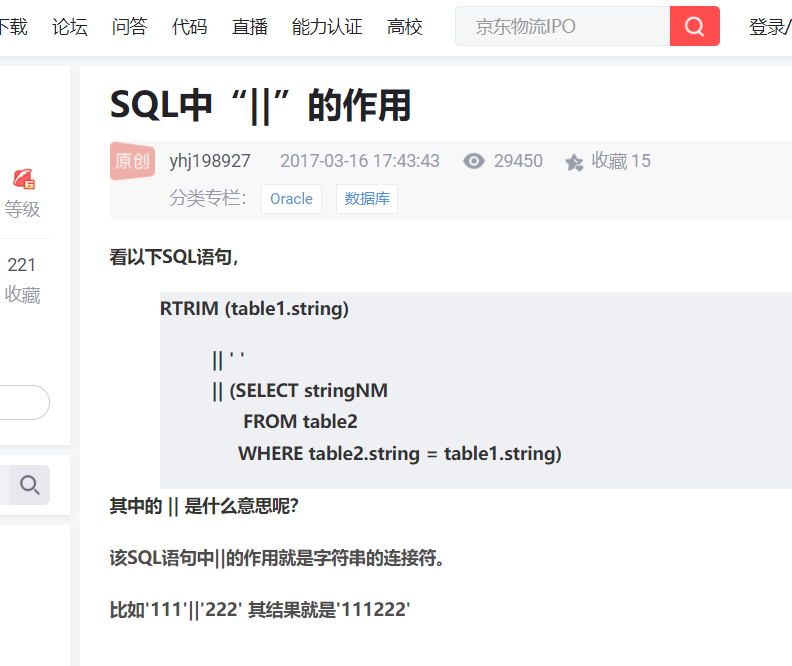 下载 论坛 问答 代码 直播 能力认证 高校 京东物流IPO 登录/
SQL中“||”的作用
原创 yhj198927 2017-03-16 17:43:43 29450 收藏 15
分类专栏： Oracle 数据库
等级
221
收藏
看以下SQL语句，
RTRIM (table1.string)
|| ' '
|| (SELECT stringNM
FROM table2
WHERE table2.string = table1.string)
其中的 || 是什么意思呢？
该SQL语句中||的作用就是字符串的连接符。
比如'111'||'222' 其结果就是'111222'